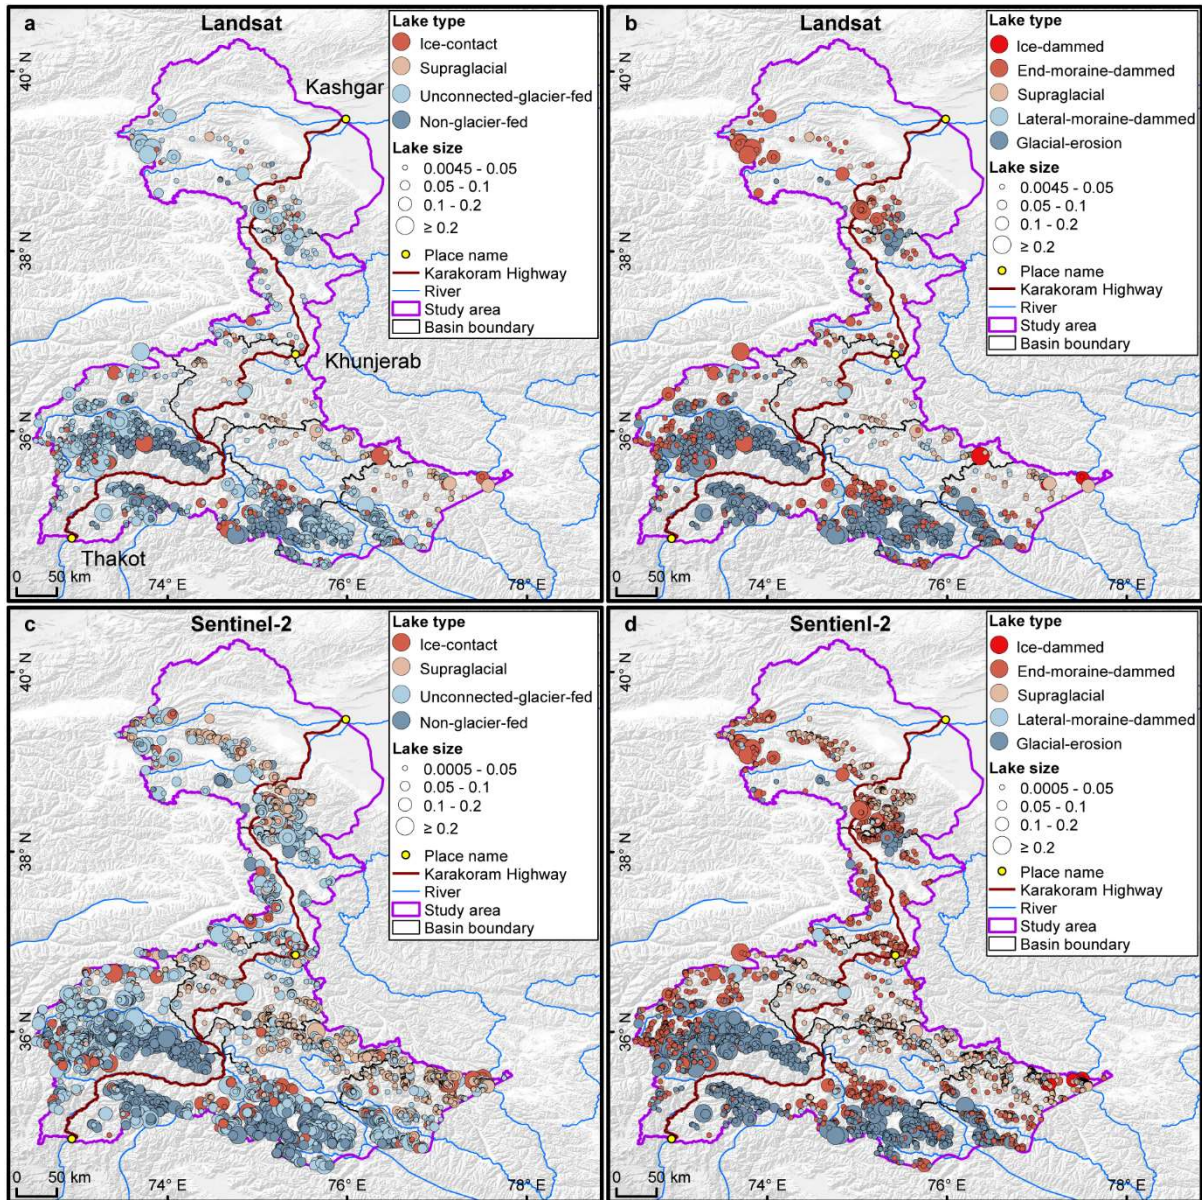 a
Landsat
Lake type
Ice-contact
Supraglacial
Unconnected-glacier-fed
Non-glacier-fed
Lake size
0.0045 - 0.05
0.05 - 0.1
0.1 - 0.2
≥ 0.2
Place name
Karakoram Highway
River
Study area
Basin boundary
40° N
38° N
36° N
Kashgar
Khunjerab
Thakot
0 50 km
74° E
76° E
78° E
b
Landsat
Lake type
Ice-dammed
End-moraine-dammed
Supraglacial
Lateral-moraine-dammed
Glacial-erosion
Lake size
0.0045 - 0.05
0.05 - 0.1
0.1 - 0.2
≥ 0.2
Place name
Karakoram Highway
River
Study area
Basin boundary
40° N
38° N
36° N
0 50 km
74° E
76° E
78° E
c
Sentinel-2
Lake type
Ice-contact
Supraglacial
Unconnected-glacier-fed
Non-glacier-fed
Lake size
0.0005 - 0.05
0.05 - 0.1
0.1 - 0.2
≥ 0.2
Place name
Karakoram Highway
River
Study area
Basin boundary
40° N
38° N
36° N
0 50 km
74° E
76° E
78° E
d
Sentienl-2
Lake type
Ice-dammed
End-moraine-dammed
Supraglacial
Lateral-moraine-dammed
Glacial-erosion
Lake size
0.0005 - 0.05
0.05 - 0.1
0.1 - 0.2
≥ 0.2
Place name
Karakoram Highway
River
Study area
Basin boundary
40° N
38° N
36° N
0 50 km
74° E
76° E
78° E